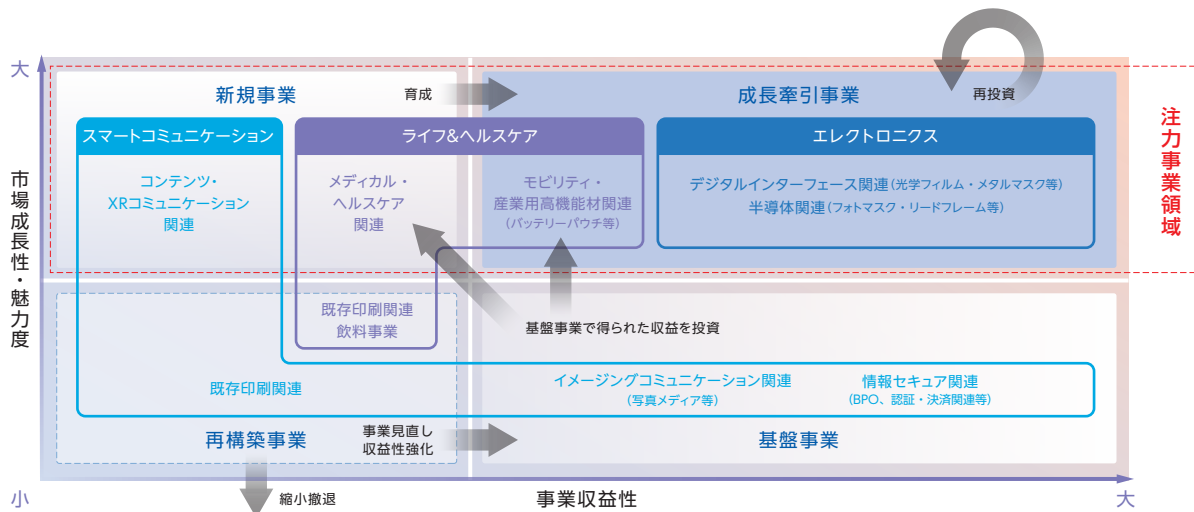 大
市場成長性・魅力度
小
新規事業
育成
成長牽引事業
再投資
注力事業領域
スマートコミュニケーション
ライフ&ヘルスケア
エレクトロニクス
コンテンツ・
XRコミュニケーション
関連
メディカル・
ヘルスケア
関連
モビリティ・
産業用高機能材関連
(バッテリーパウチ等)
デジタルインターフェース関連(光学フィルム・メタルマスク等)
半導体関連(フォトマスク・リードフレーム等)
既存印刷関連
飲料事業
基盤事業で得られた収益を投資
既存印刷関連
イメージングコミュニケーション関連
(写真メディア等)
情報セキュア関連
(BPO、認証・決済関連等)
再構築事業
事業見直し
収益性強化
基盤事業
縮小撤退
事業収益性
大